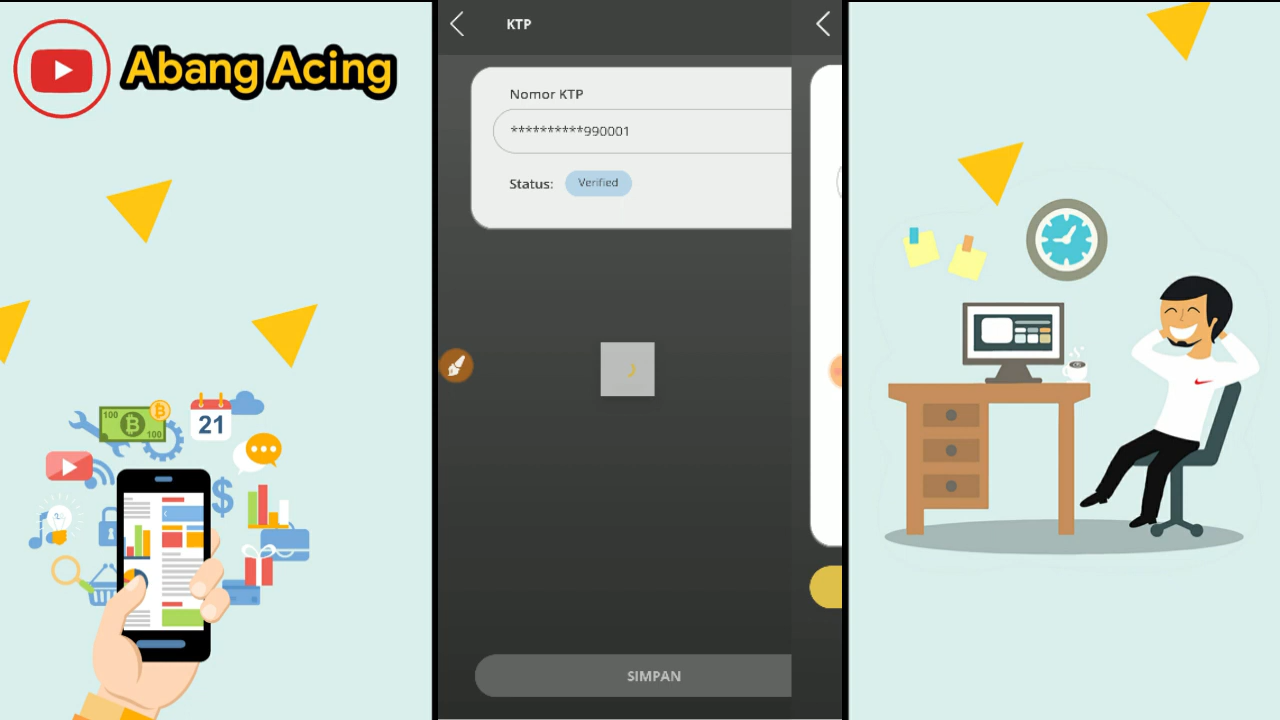 Abang Acing
KTP
Nomor KTP
**********990001
Status: Verified
SIMPAN
100
100
21